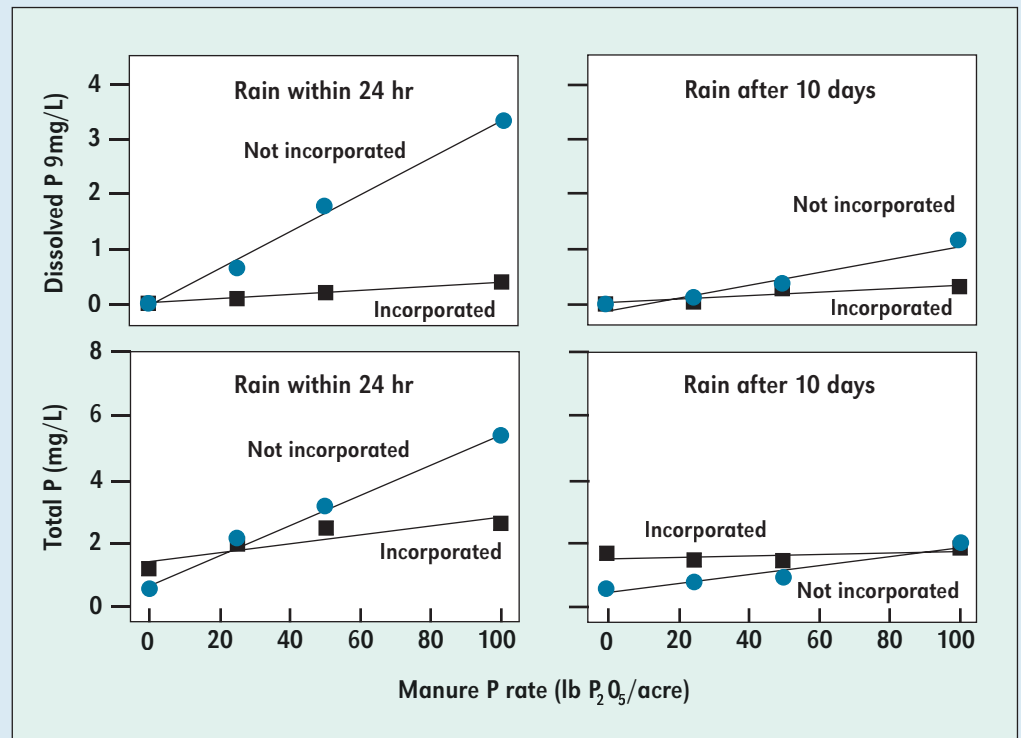 Rain within 24 hr
Rain after 10 days
Dissolved P 9mg/L)
4
3
2
1
0
Not incorporated
Incorporated
Not incorporated
Incorporated
Rain within 24 hr
Rain after 10 days
Total P (mg/L)
8
6
4
2
0
Not incorporated
Incorporated
Incorporated
Not incorporated
0 20 40 60 80 100
0 20 40 60 80 100
Manure P rate (lb P₂0₅/acre)